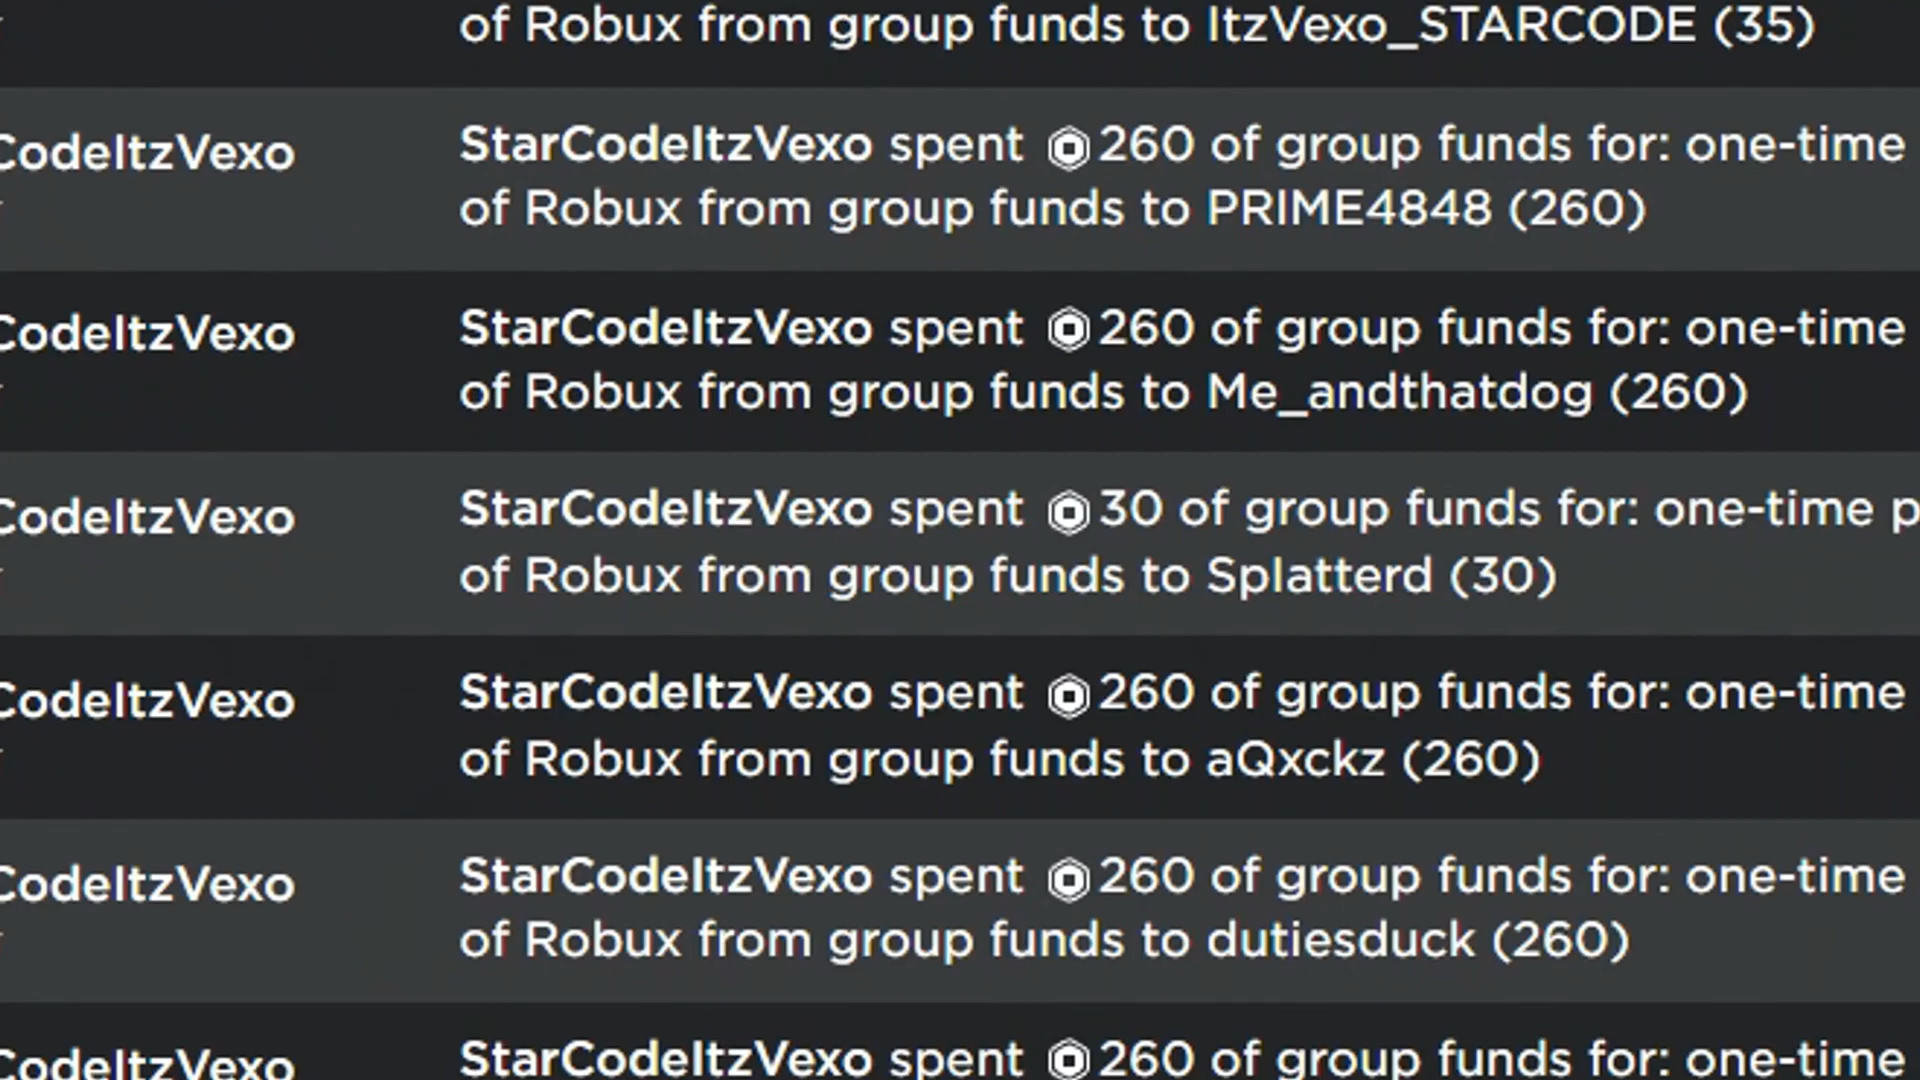 of Robux from group funds to ItzVexo_STARCODE (35)
CodeItzVexo
StarCodeItzVexo spent 260 of group funds for: one-time
of Robux from group funds to PRIME4848 (260)
CodeItzVexo
StarCodeItzVexo spent 260 of group funds for: one-time
of Robux from group funds to Me_andthatdog (260)
CodeItzVexo
StarCodeItzVexo spent 30 of group funds for: one-time p
of Robux from group funds to Splatterd (30)
CodeItzVexo
StarCodeItzVexo spent 260 of group funds for: one-time
of Robux from group funds to aQxckz (260)
CodeItzVexo
StarCodeItzVexo spent 260 of group funds for: one-time
of Robux from group funds to dutiesduck (260)
CodeItzVexo
StarCodeItzVexo spent 260 of group funds for: one-time